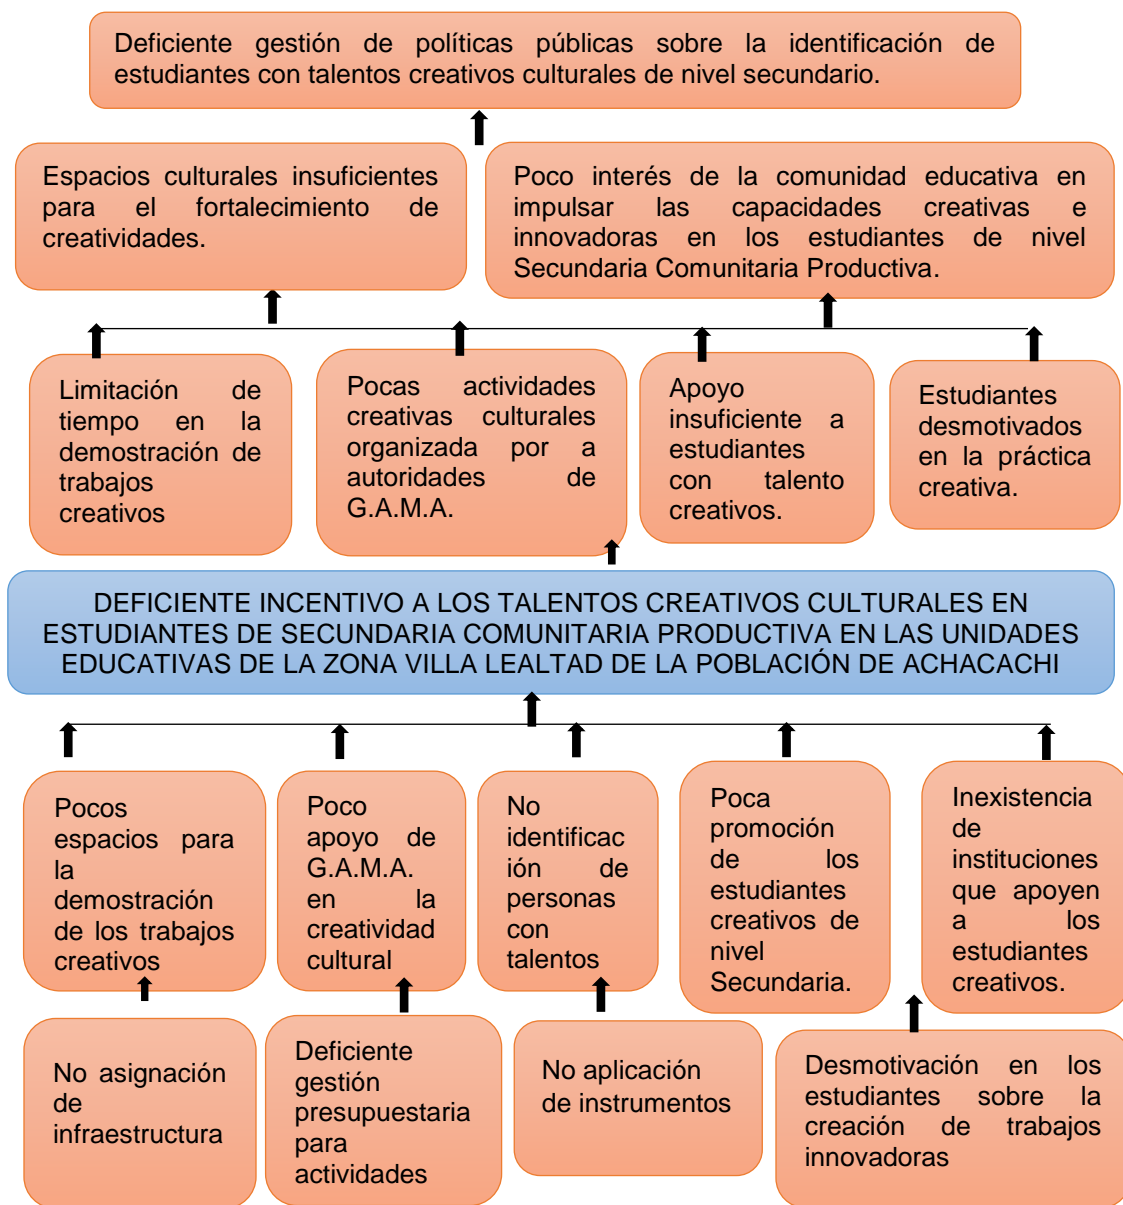 Deficiente gestión de políticas públicas sobre la identificación de
estudiantes con talentos creativos culturales de nivel secundario.
Espacios culturales insuficientes
para el fortalecimiento de
creatividades.
Poco interés de la comunidad educativa en
impulsar las capacidades creativas e
innovadoras en los estudiantes de nivel
Secundaria Comunitaria Productiva.
Limitación de
tiempo en la
demostración de
trabajos
creativos
Pocas actividades
creativas culturales
organizada por a
autoridades de
G.A.M.A.
Apoyo
insuficiente a
estudiantes
con talento
creativos.
Estudiantes
desmotivados
en la práctica
creativa.
DEFICIENTE INCENTIVO A LOS TALENTOS CREATIVOS CULTURALES EN
ESTUDIANTES DE SECUNDARIA COMUNITARIA PRODUCTIVA EN LAS UNIDADES
EDUCATIVAS DE LA ZONA VILLA LEALTAD DE LA POBLACIÓN DE ACHACACHI
Pocos
espacios para
la
demostración
de los trabajos
creativos
Poco
apoyo de
G.A.M.A.
en la
creatividad
cultural
No
identificac
ión de
personas
con
talentos
Poca
promoción
de los
estudiantes
creativos de
nivel
Secundaria.
Inexistencia
de
instituciones
que apoyen
a los
estudiantes
creativos.
No asignación
de
infraestructura
Deficiente
gestión
presupuestaria
para
actividades
No aplicación
de instrumentos
Desmotivación en los
estudiantes sobre la
creación de trabajos
innovadoras